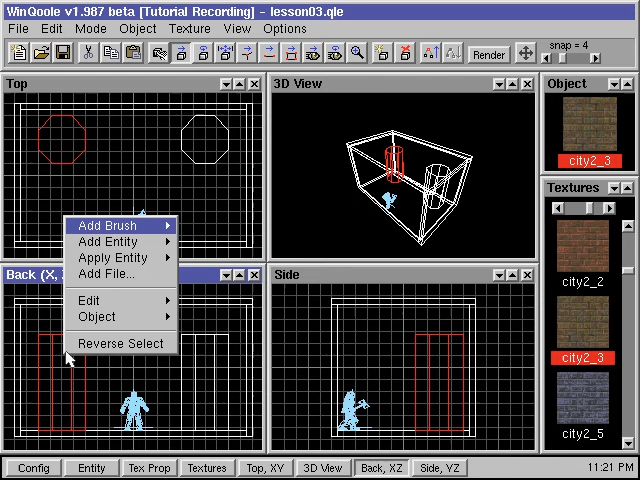 WinQoole v1.987 beta [Tutorial Recording] - lesson03.qle
File Edit Mode Object Texture View Options
Render
snap = 4
Top
3D View
Object
city2_3
Textures
city2_2
city2_3
city2_5
Add Brush
Add Entity
Apply Entity
Add File...
Edit
Object
Reverse Select
Back (X,
Side
Config Entity Tex Prop Textures Top, XY 3D View Back, XZ Side, YZ 11:21 PM